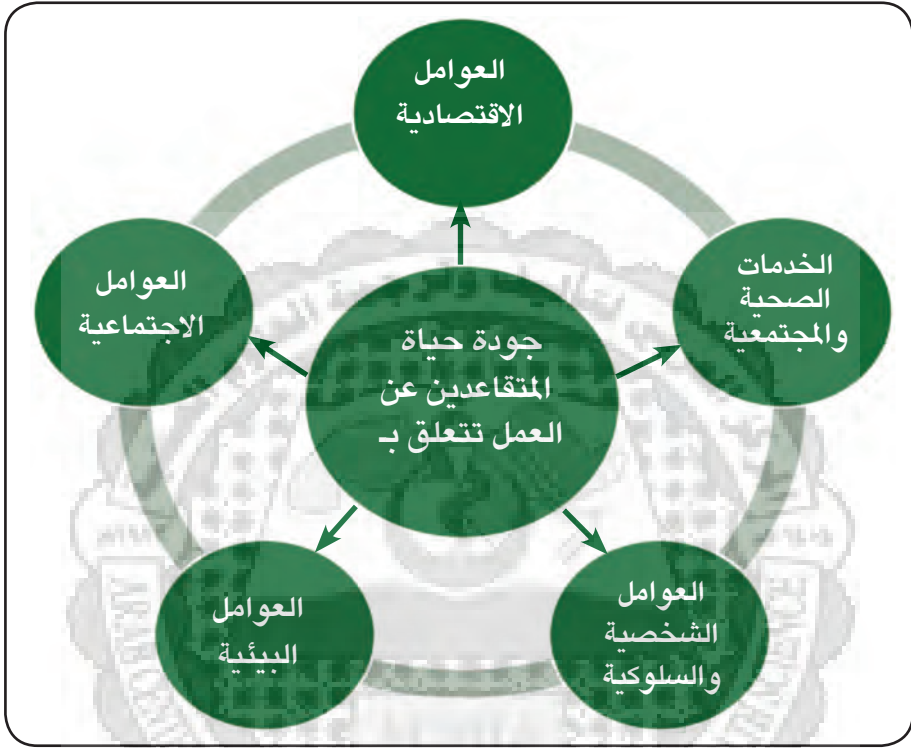 العوامل
الاقتصادية
الخدمات
الصحية
والمجتمعية
العوامل
الاجتماعية
جودة حياة
المتقاعدين عن
العمل تتعلق بـ
العوامل
الشخصية
والسلوكية
العوامل
البيئية